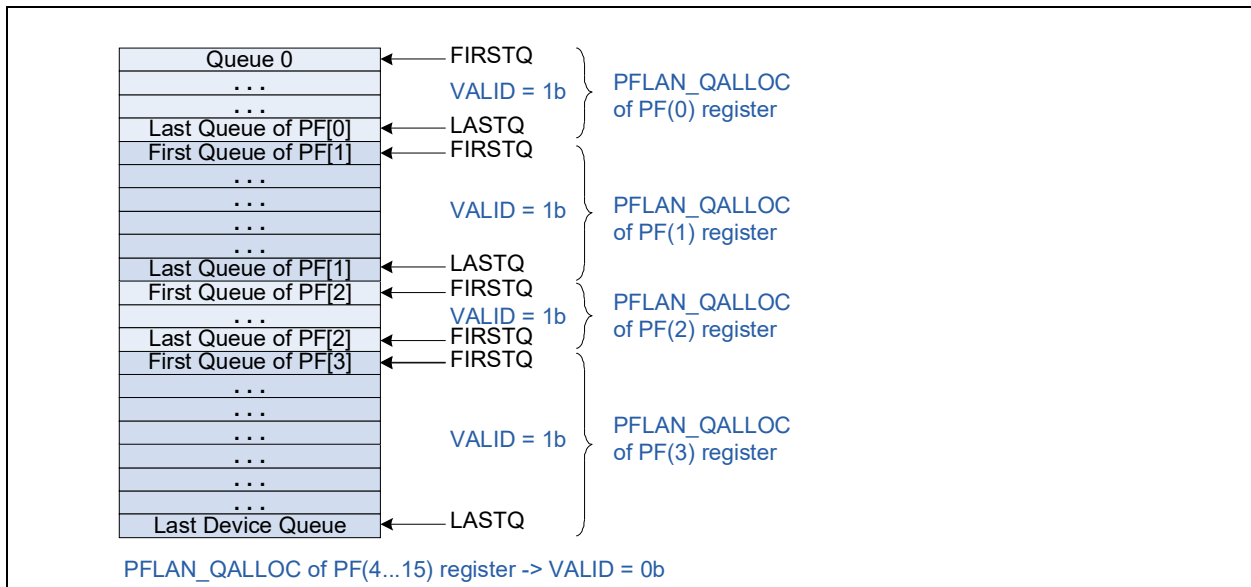 Queue 0 FIRSTQ
. . .
VALID = 1b PFLAN_QALLOC
. . . of PF(0) register
Last Queue of PF[0] LASTQ
First Queue of PF[1] FIRSTQ
. . .
. . .
VALID = 1b PFLAN_QALLOC
. . . of PF(1) register
. . .
Last Queue of PF[1] LASTQ
First Queue of PF[2] FIRSTQ
. . . VALID = 1b PFLAN_QALLOC
of PF(2) register
Last Queue of PF[2] FIRSTQ
First Queue of PF[3] FIRSTQ
. . .
. . .
. . . VALID = 1b PFLAN_QALLOC
. . . of PF(3) register
. . .
. . .
Last Device Queue LASTQ
PFLAN_QALLOC of PF(4...15) register -> VALID = 0b